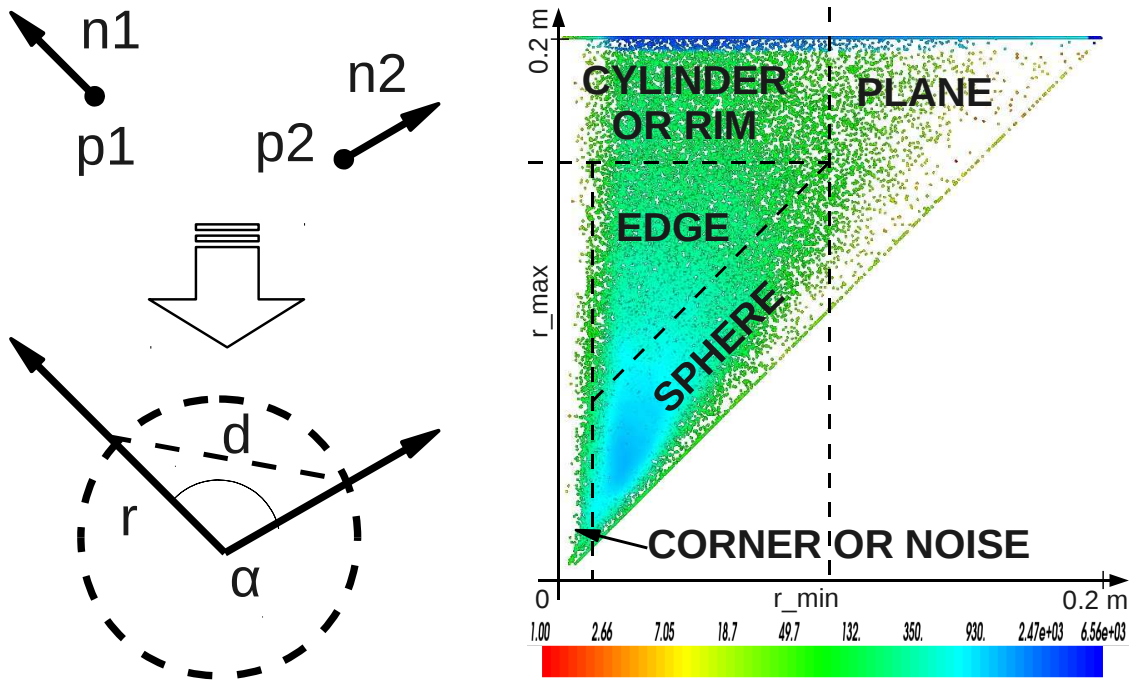 n1
n2
p1
p2
d
r
α
0.2 m
CYLINDER
OR RIM
PLANE
EDGE
r_max
SPHERE
CORNER OR NOISE
0
r_min
0.2 m
1.00 2.66 7.05 18.7 49.7 132. 350. 930. 2.47e+03 6.56e+03